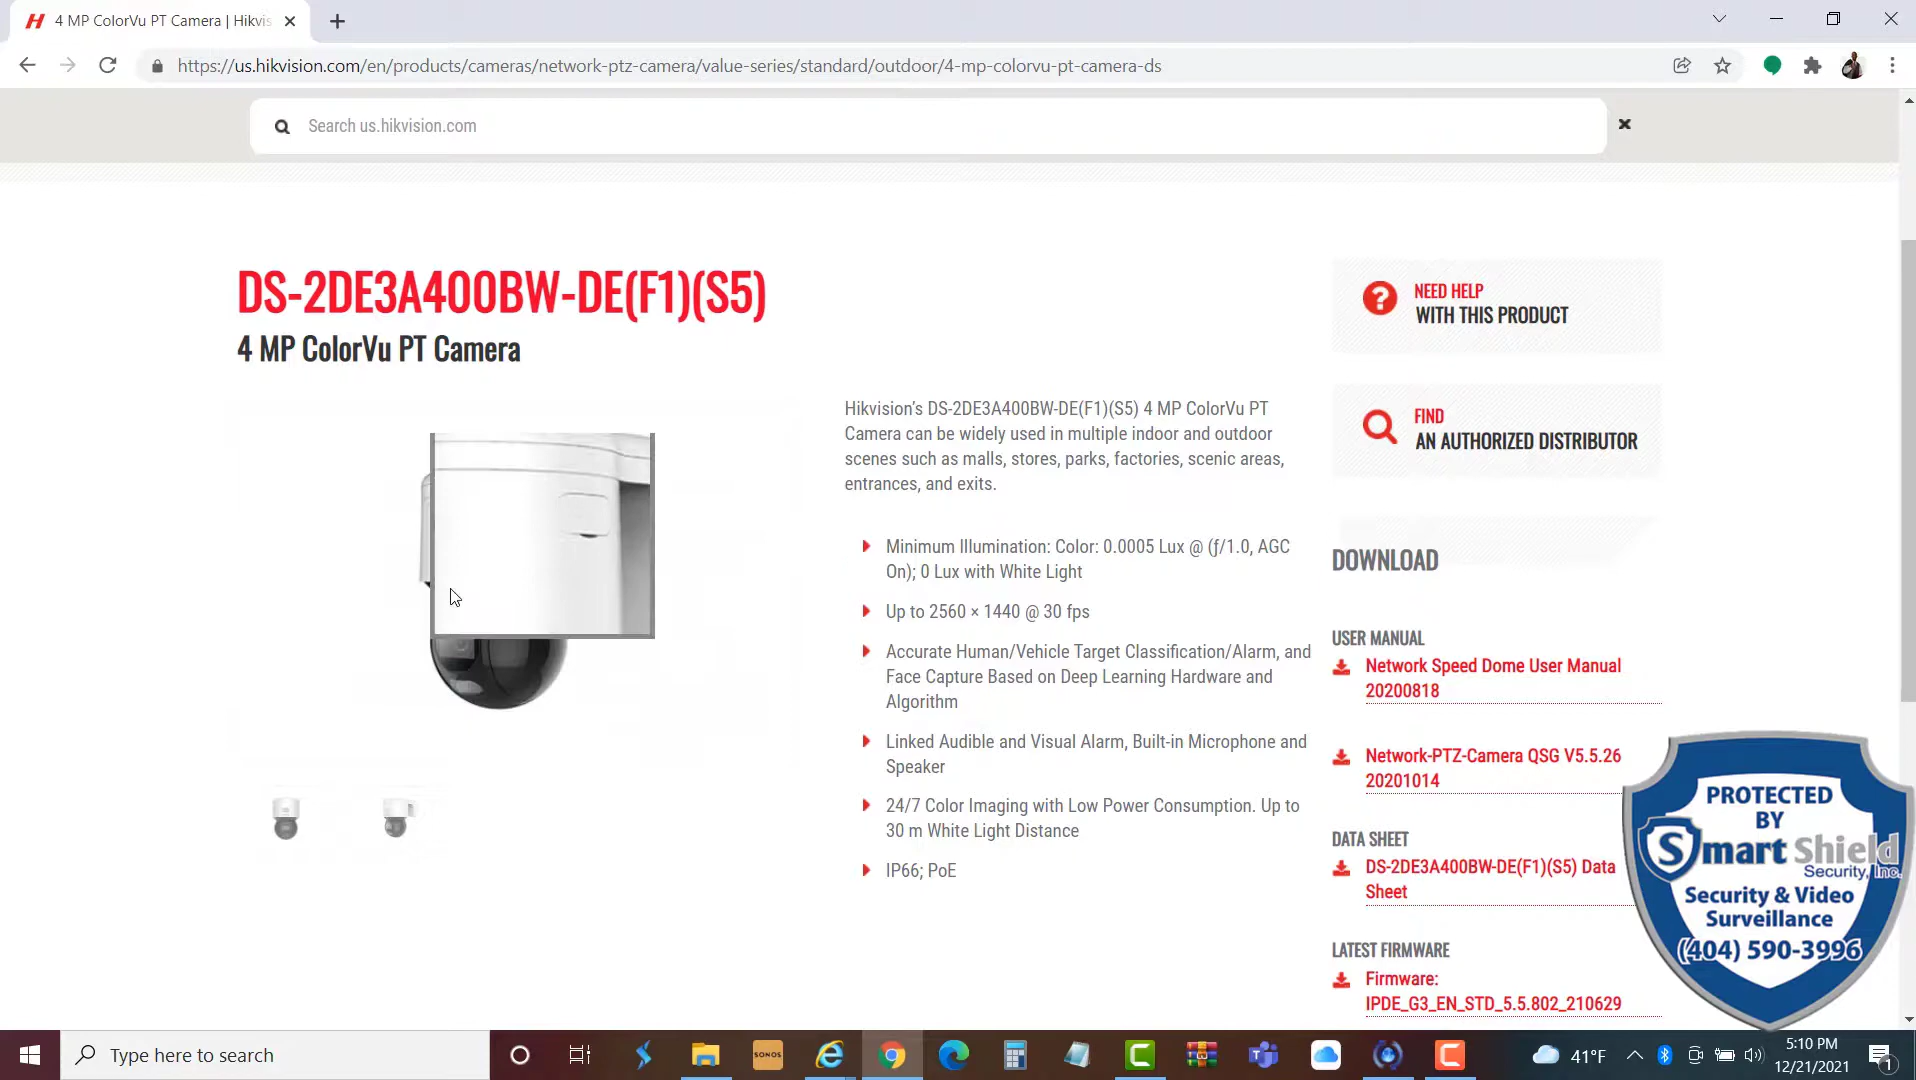 4 MP ColorVu PT Camera | Hikvis
https://us.hikvision.com/en/products/cameras/network-ptz-camera/value-series/standard/outdoor/4-mp-colorvu-pt-camera-ds
Search us.hikvision.com
DS-2DE3A400BW-DE(F1)(S5)
4 MP ColorVu PT Camera
Hikvision's DS-2DE3A400BW-DE(F1)(S5) 4 MP ColorVu PT
Camera can be widely used in multiple indoor and outdoor
scenes such as malls, stores, parks, factories, scenic areas,
entrances, and exits.
Minimum Illumination: Color: 0.0005 Lux @ (ƒ/1.0, AGC
On); 0 Lux with White Light
Up to 2560 × 1440 @ 30 fps
Accurate Human/Vehicle Target Classification/Alarm, and
Face Capture Based on Deep Learning Hardware and
Algorithm
Linked Audible and Visual Alarm, Built-in Microphone and
Speaker
24/7 Color Imaging with Low Power Consumption. Up to
30 m White Light Distance
IP66; PoE
NEED HELP
WITH THIS PRODUCT
FIND
AN AUTHORIZED DISTRIBUTOR
DOWNLOAD
USER MANUAL
Network Speed Dome User Manual
20200818
Network-PTZ-Camera QSG V5.5.26
20201014
DATA SHEET
DS-2DE3A400BW-DE(F1)(S5) Data
Sheet
LATEST FIRMWARE
Firmware:
IPDE_G3_EN_STD_5.5.802_210629
PROTECTED
BY
Smart Shield
Security, Inc.
Security & Video
Surveillance
(404) 590-3996
Type here to search
SONOS
41°F
5:10 PM
12/21/2021
1